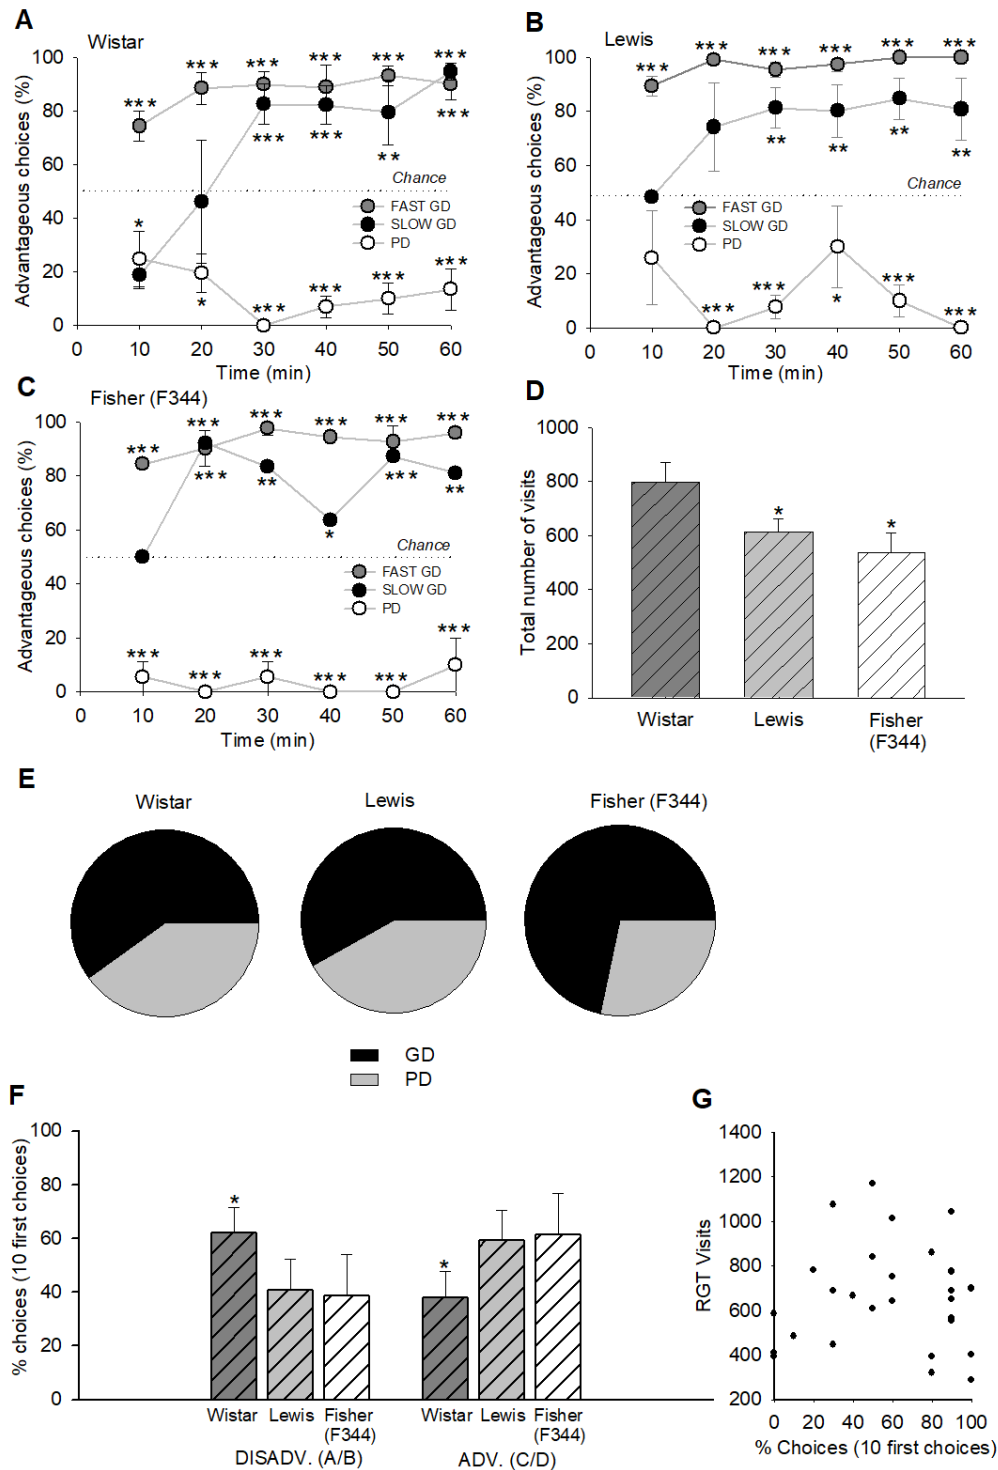 A
Wistar
Advantageous choices (%)
100
80
60
40
20
0
***
***
***
***
***
***
***
***
**
***
*
*
***
***
***
***
Chance
FAST GD
SLOW GD
PD
0 10 20 30 40 50 60
Time (min)
B
Lewis
Advantageous choices (%)
100
80
60
40
20
0
***
***
***
***
***
***
**
**
**
**
***
***
*
***
***
Chance
FAST GD
SLOW GD
PD
0 10 20 30 40 50 60
Time (min)
C
Fisher (F344)
Advantageous choices (%)
100
80
60
40
20
0
***
***
***
***
***
***
***
**
*
***
**
***
***
***
***
***
***
Chance
FAST GD
SLOW GD
PD
0 10 20 30 40 50 60
Time (min)
D
Total number of visits
1000
800
600
400
200
0
*
*
Wistar Lewis Fisher
(F344)
E
Wistar Lewis Fisher (F344)
GD
PD
F
% choices (10 first choices)
100
80
60
40
20
0
*
*
Wistar Lewis Fisher Wistar Lewis Fisher
(F344) (F344)
DISADV. (A/B) ADV. (C/D)
G
RGT Visits
1400
1200
1000
800
600
400
200
0 20 40 60 80 100
% Choices (10 first choices)